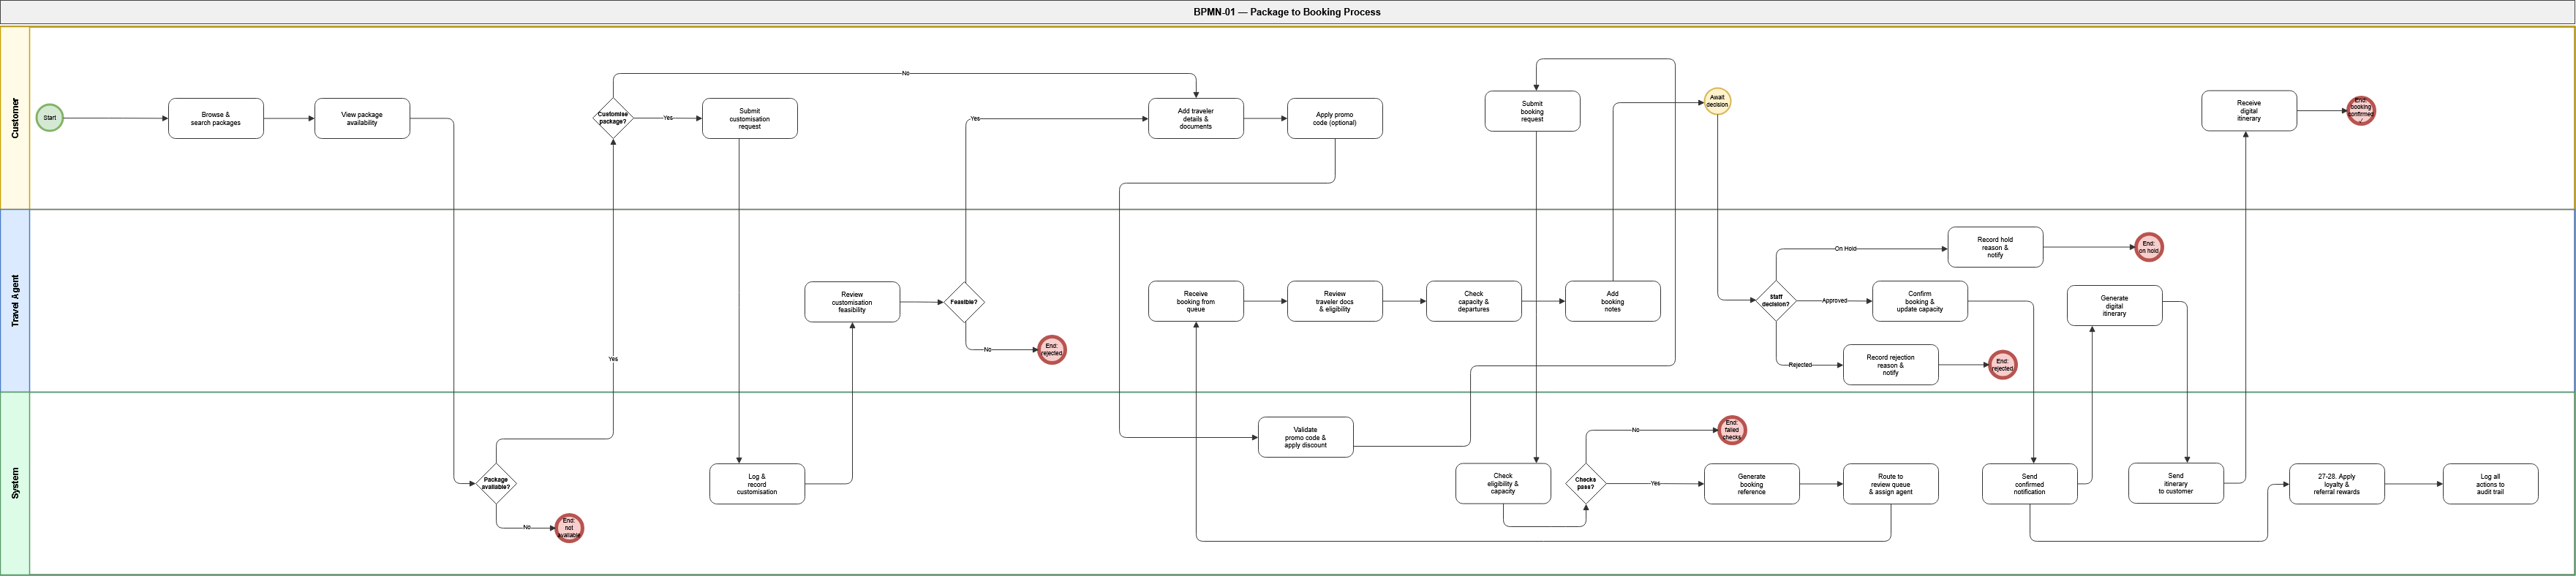 BPMN-01 — Package to Booking Process
Customer
Start
Browse &
search packages
View package
availability
Customise
package?
No
Yes
Submit
customisation
request
Yes
Add traveler
details &
documents
Apply promo
code (optional)
Submit
booking
request
Await
decision
Receive
digital
itinerary
End:
booking
confirmed
Travel Agent
Yes
Review
customisation
feasibility
Feasible?
No
End:
rejected
Receive
booking from
queue
Review
traveler docs
& eligibility
Check
capacity &
departures
Add
booking
notes
Staff
decision?
On Hold
Record hold
reason &
notify
End:
on hold
Approved
Confirm
booking &
update capacity
Rejected
Record rejection
reason &
notify
End:
rejected
Generate
digital
itinerary
System
Package
available?
No
End:
not
available
Log &
record
customisation
Validate
promo code &
apply discount
Check
eligibility &
capacity
Checks
pass?
No
End:
failed
checks
Yes
Generate
booking
reference
Route to
review queue
& assign agent
Send
confirmed
notification
Send
itinerary
to customer
27-28. Apply
loyalty &
referral rewards
Log all
actions to
audit trail